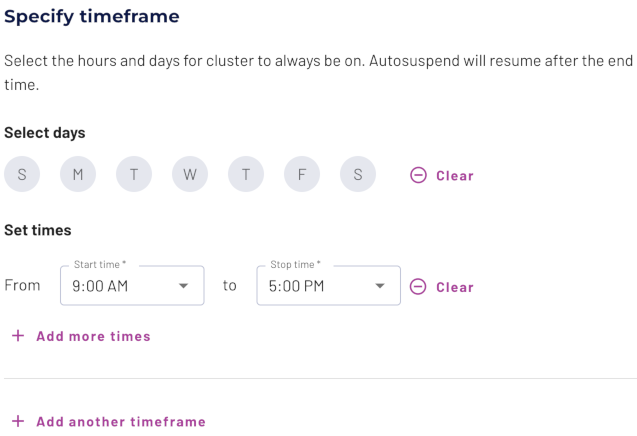 Specify timeframe
Select the hours and days for cluster to always be on. Autosuspend will resume after the end
time.
Select days
S M T W T F S Clear
Set times
Start time * Stop time *
From 9:00 AM to 5:00 PM Clear
+ Add more times
+ Add another timeframe